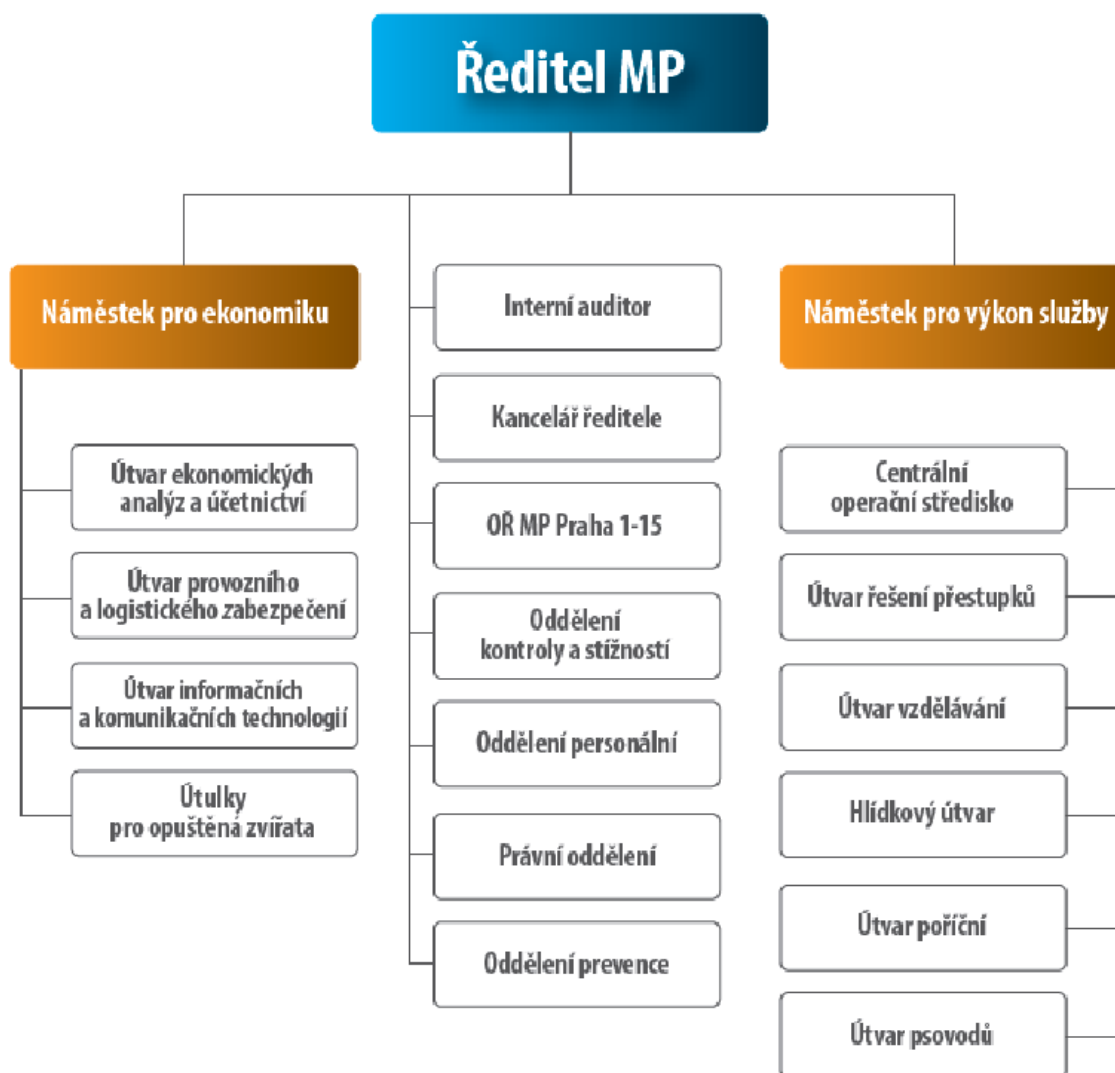 Ředitel MP
Náměstek pro ekonomiku
Útvar ekonomických
analýz a účetnictví
Útvar provozního
a logistického zabezpečení
Útvar informačních
a komunikačních technologií
Útulky
pro opuštěná zvířata
Interní auditor
Kancelář ředitele
OŘ MP Praha 1-15
Oddělení
kontroly a stížností
Oddělení personální
Právní oddělení
Oddělení prevence
Náměstek pro výkon služby
Centrální
operační středisko
Útvar řešení přestupků
Útvar vzdělávání
Hlídkový útvar
Útvar poříční
Útvar psovodů